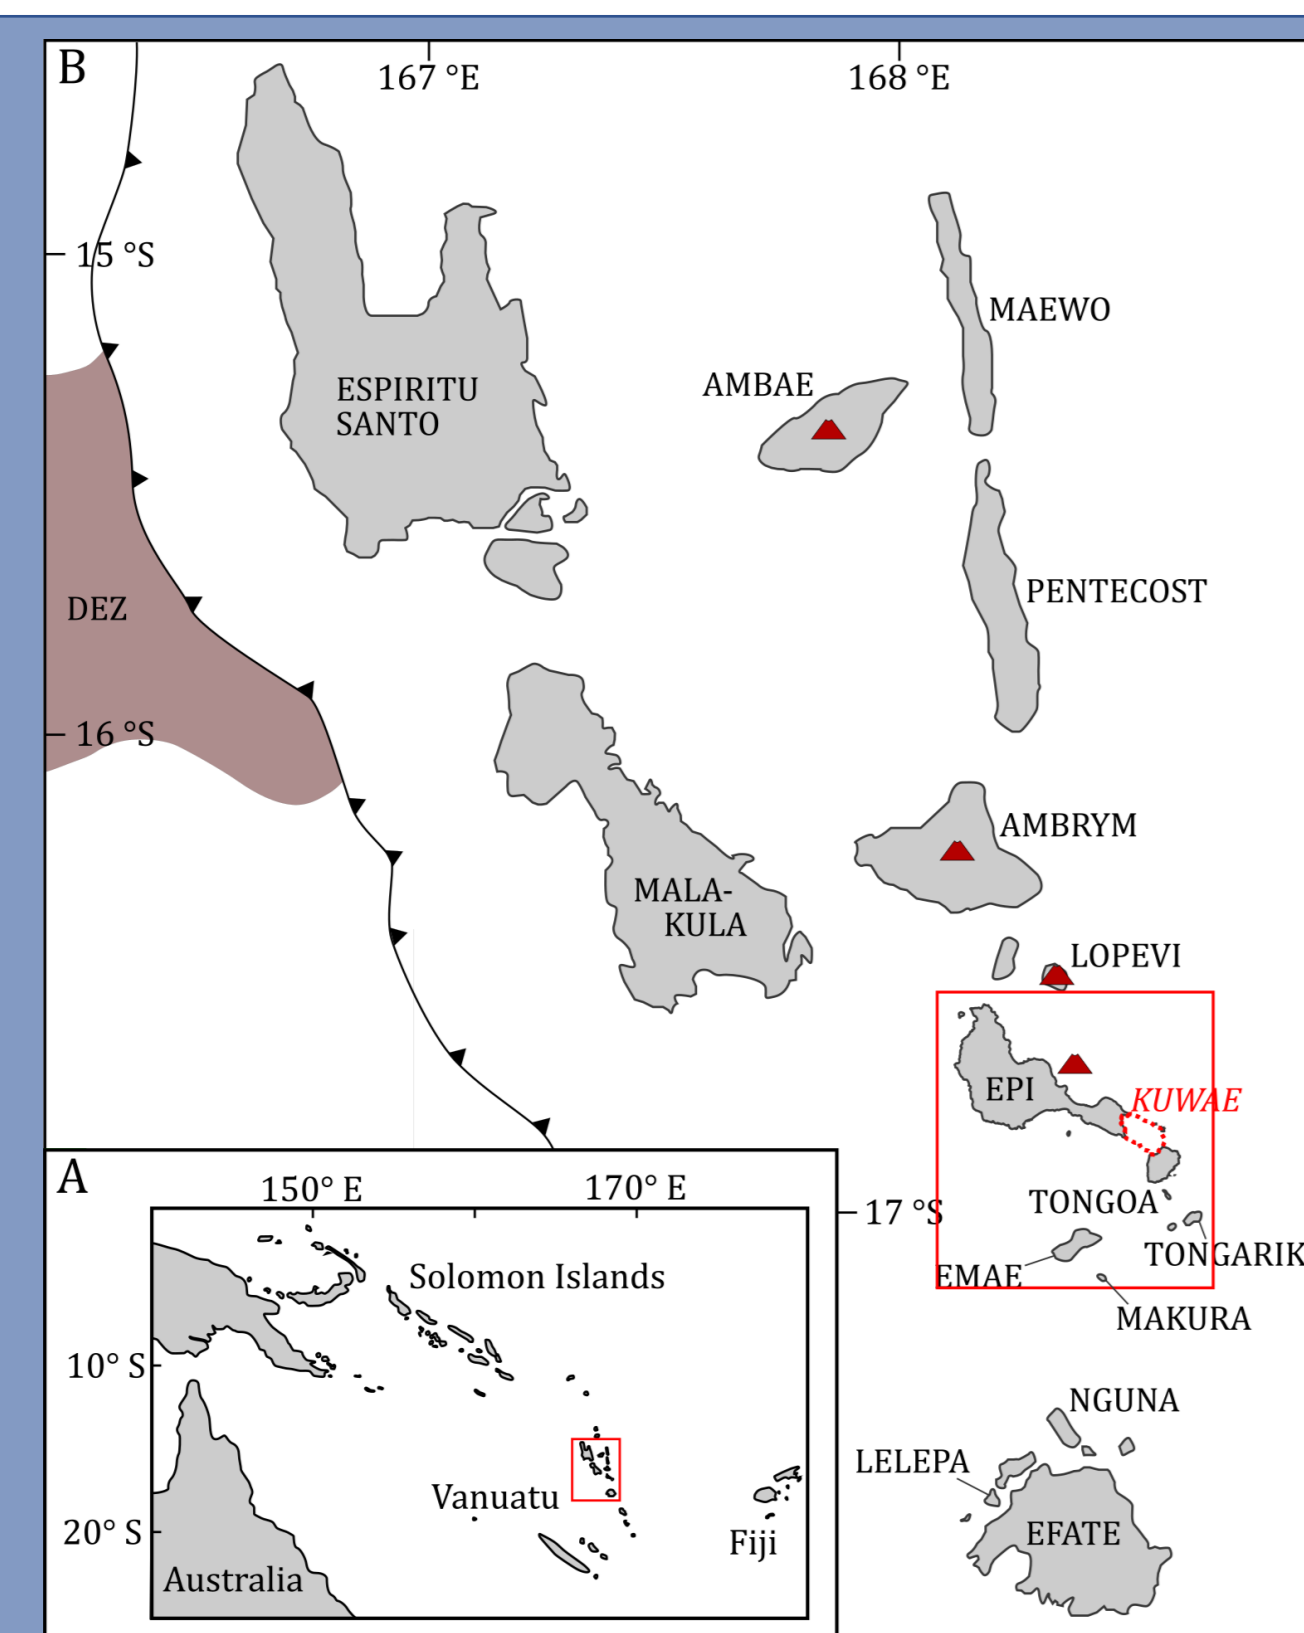 B
167 °E
168 °E
15 °S
MAEWO
AMBAE
ESPIRITU
SANTO
PENTECOST
DEZ
16 °S
AMBRYM
MALA-
KULA
LOPEVI
EPI
KUWAE
TONGOA
17 °S
TONGARIK
EMAE
MAKURA
NGUNA
LELEPA
EFATE
A
150° E
170° E
Solomon Islands
10° S
Vanuatu
20° S
Fiji
Australia